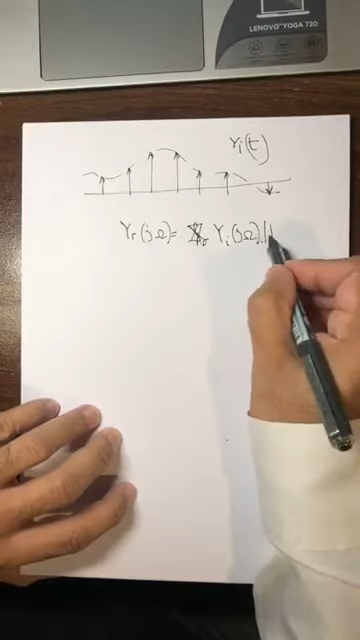 LENOVO YOGA 720
Yᵢ(t)
Yᵣ(jΩ) = Yᵢ(jΩ).